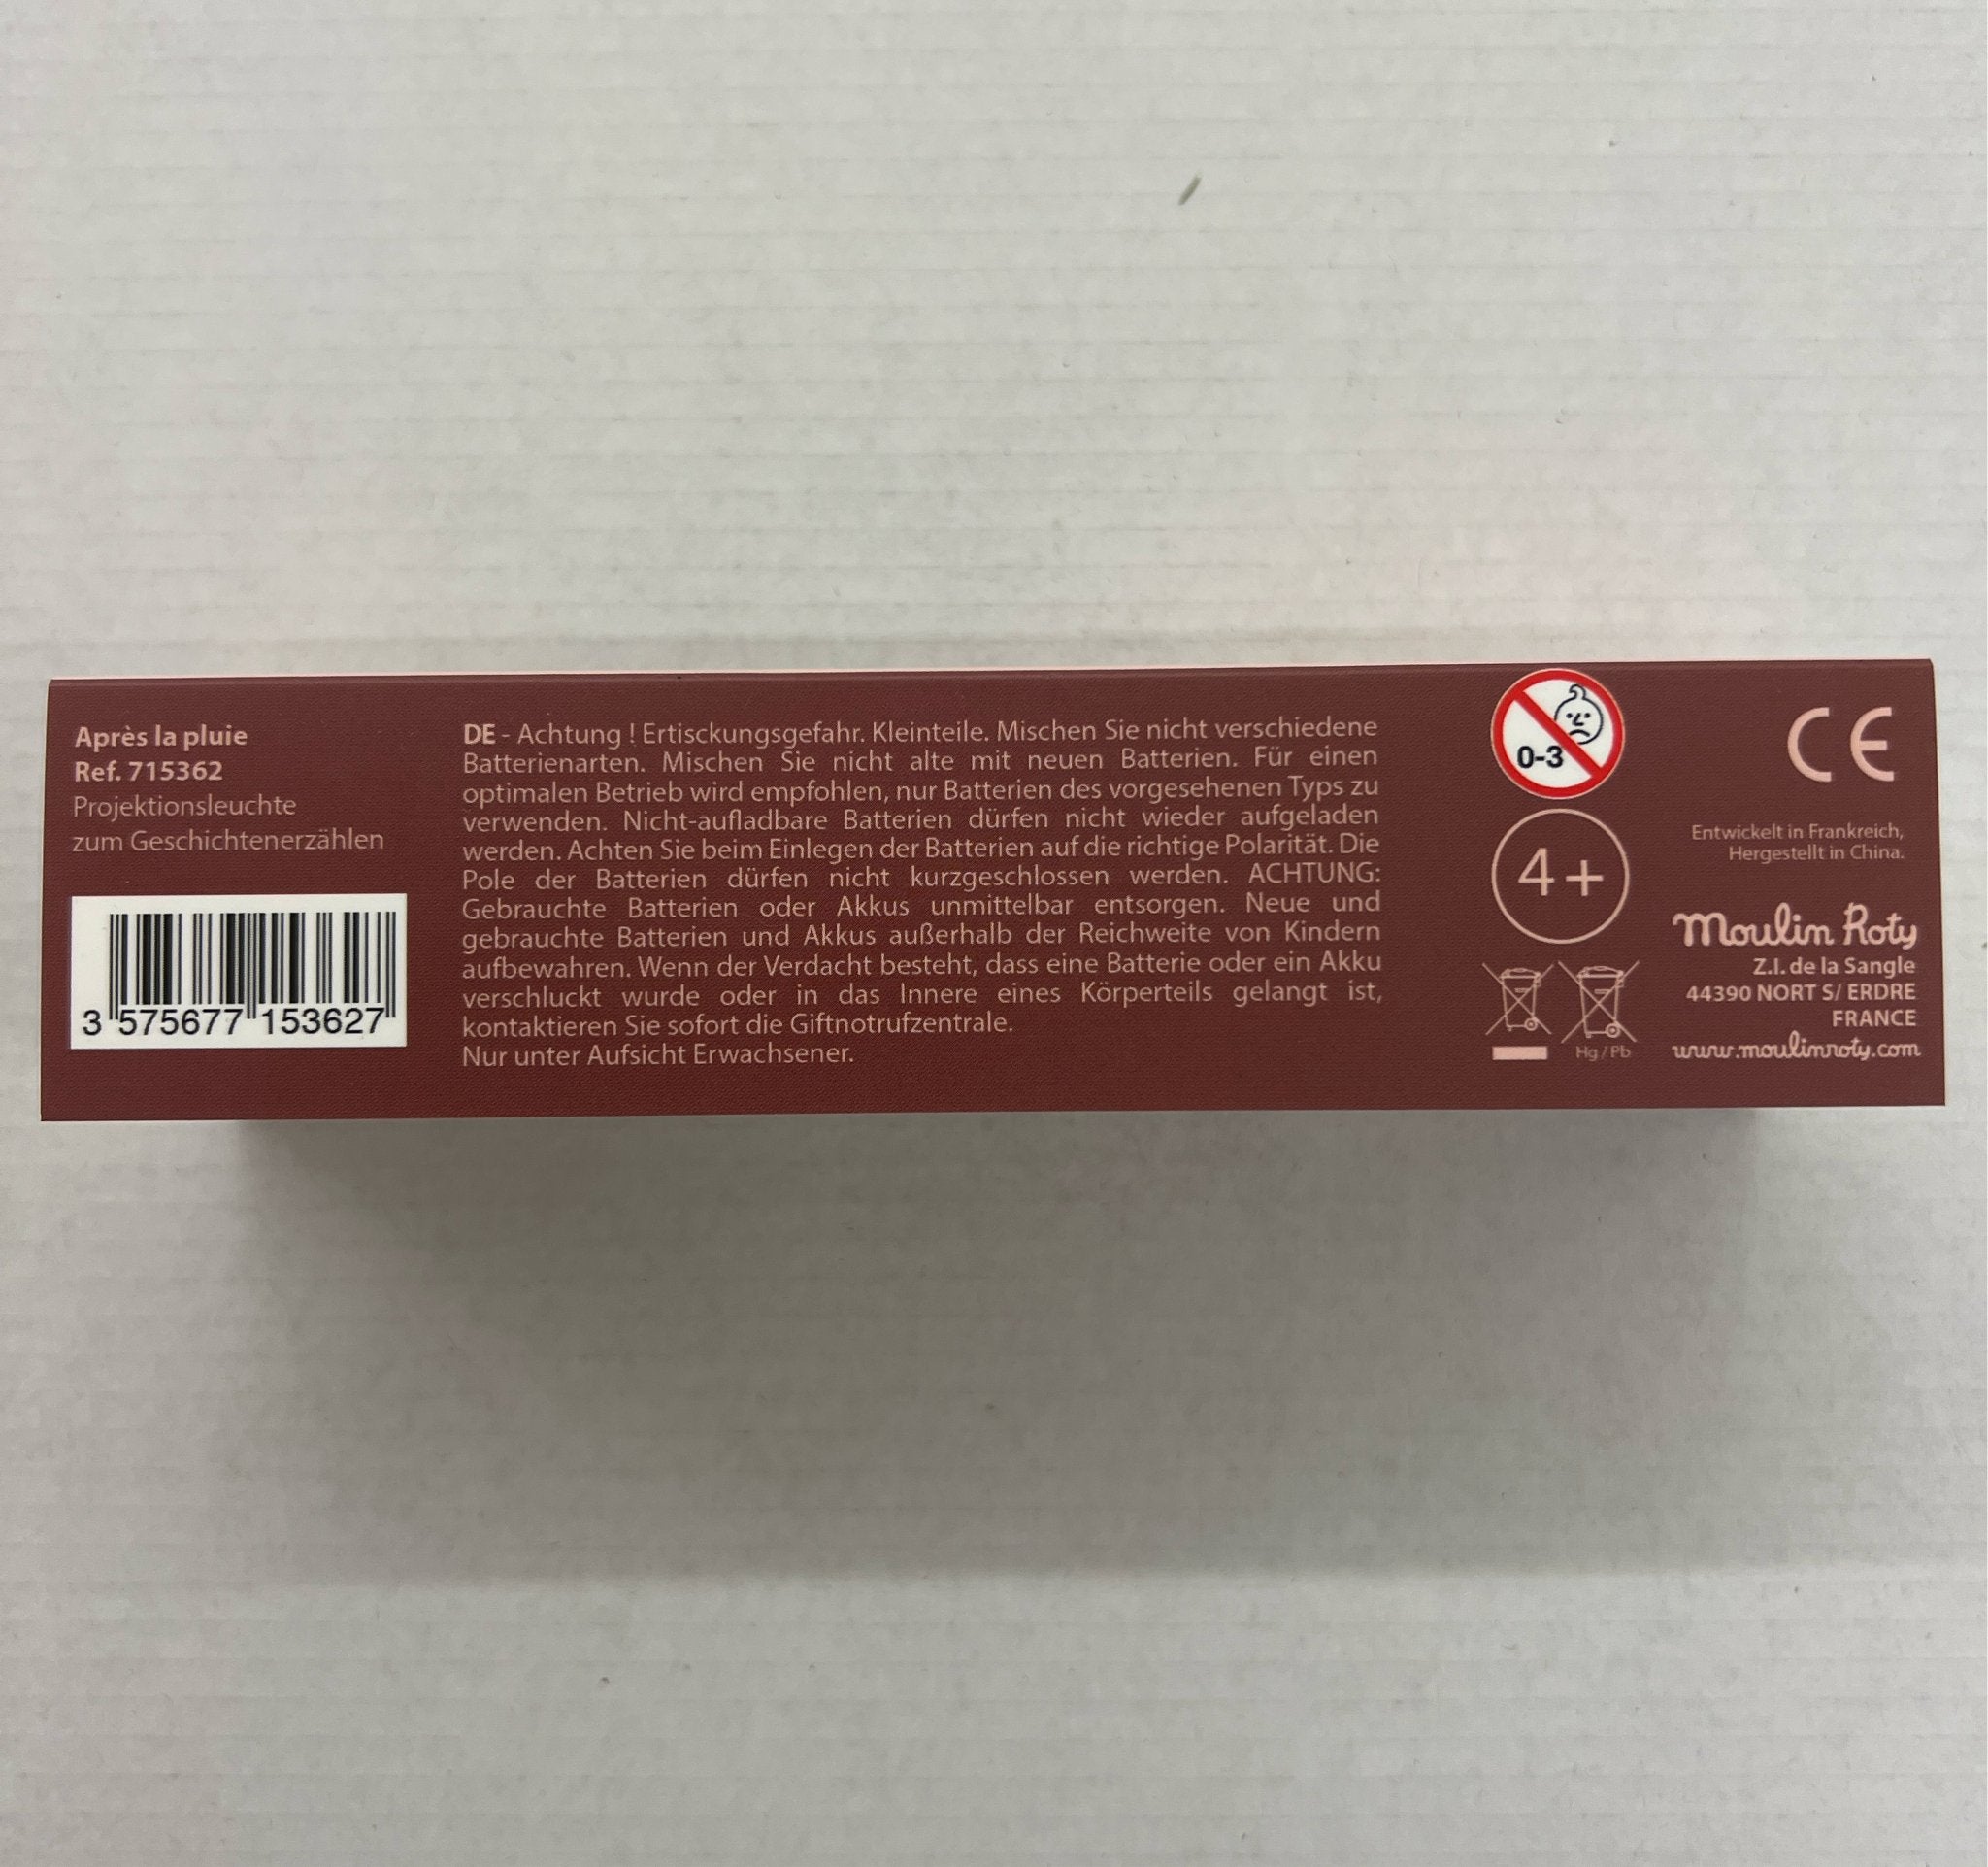 Après la pluie
Ref. 715362
Projektionsleuchte
zum Geschichtenerzählen
3 575677 153627
DE - Achtung ! Ertisckungsgefahr. Kleinteile. Mischen Sie nicht verschiedene
Batterienarten. Mischen Sie nicht alte mit neuen Batterien. Für einen
optimalen Betrieb wird empfohlen, nur Batterien des vorgesehenen Typs zu
verwenden. Nicht-aufladbare Batterien dürfen nicht wieder aufgeladen
werden. Achten Sie beim Einlegen der Batterien auf die richtige Polarität. Die
Pole der Batterien dürfen nicht kurzgeschlossen werden. ACHTUNG:
Gebrauchte Batterien oder Akkus unmittelbar entsorgen. Neue und
gebrauchte Batterien und Akkus außerhalb der Reichweite von Kindern
aufbewahren. Wenn der Verdacht besteht, dass eine Batterie oder ein Akku
verschluckt wurde oder in das Innere eines Körperteils gelangt ist,
kontaktieren Sie sofort die Giftnotrufzentrale.
Nur unter Aufsicht Erwachsener.
0-3
4+
Hg / Pb
CE
Entwickelt in Frankreich,
Hergestellt in China.
Moulin Roty
Z.I. de la Sangle
44390 NORT S/ ERDRE
FRANCE
www.moulinroty.com